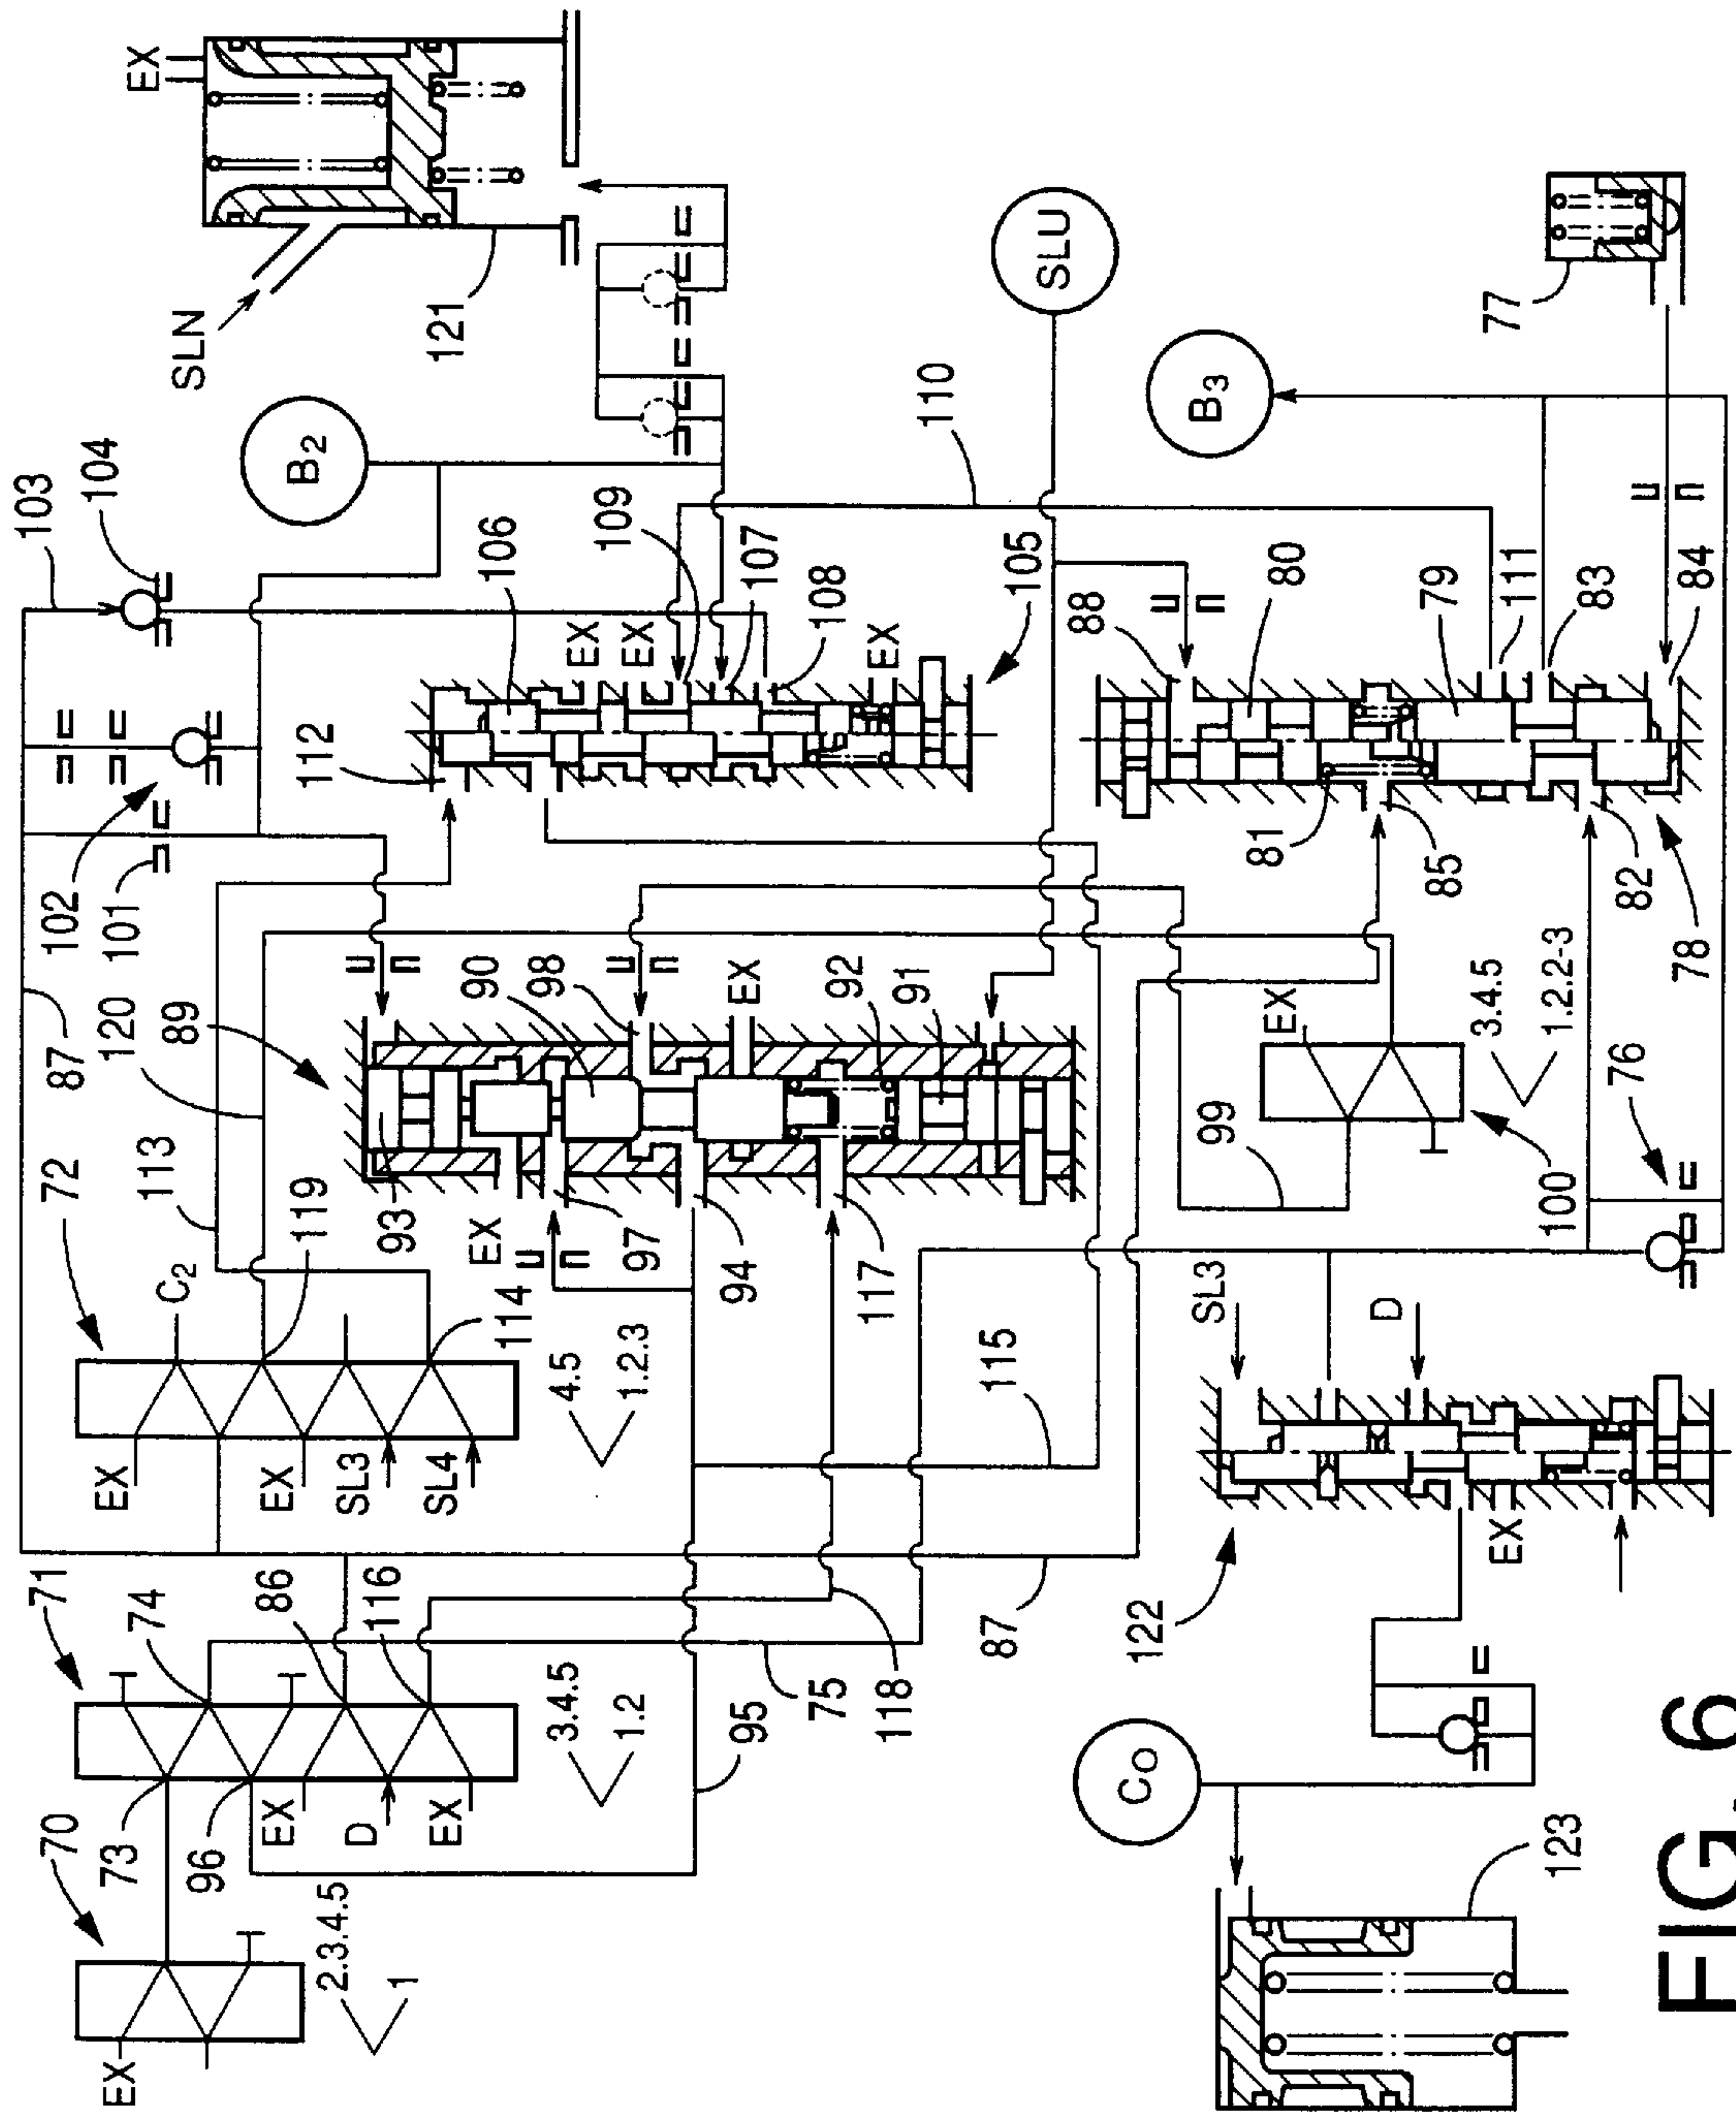 EX
SLN
121
B2
SLU
77
103
104
106
109
110
107
108
105
EX
EX
EX
112
B3
88
80
79
111
83
84
81
85
82
78
102
101
87
120
89
90
98
EX
92
91
93
EX
97
94
117
EX
3.4.5
1.2.2-3
99
100
76
72
113
C2
119
114
EX
EX
SL3
SL4
4.5
1.2.3
115
SL3
D
EX
122
87
71
74
86
116
70
73
96
EX
D
EX
3.4.5
1.2
75
118
95
2.3.4.5
1
EX
Co
123
FIG. 6